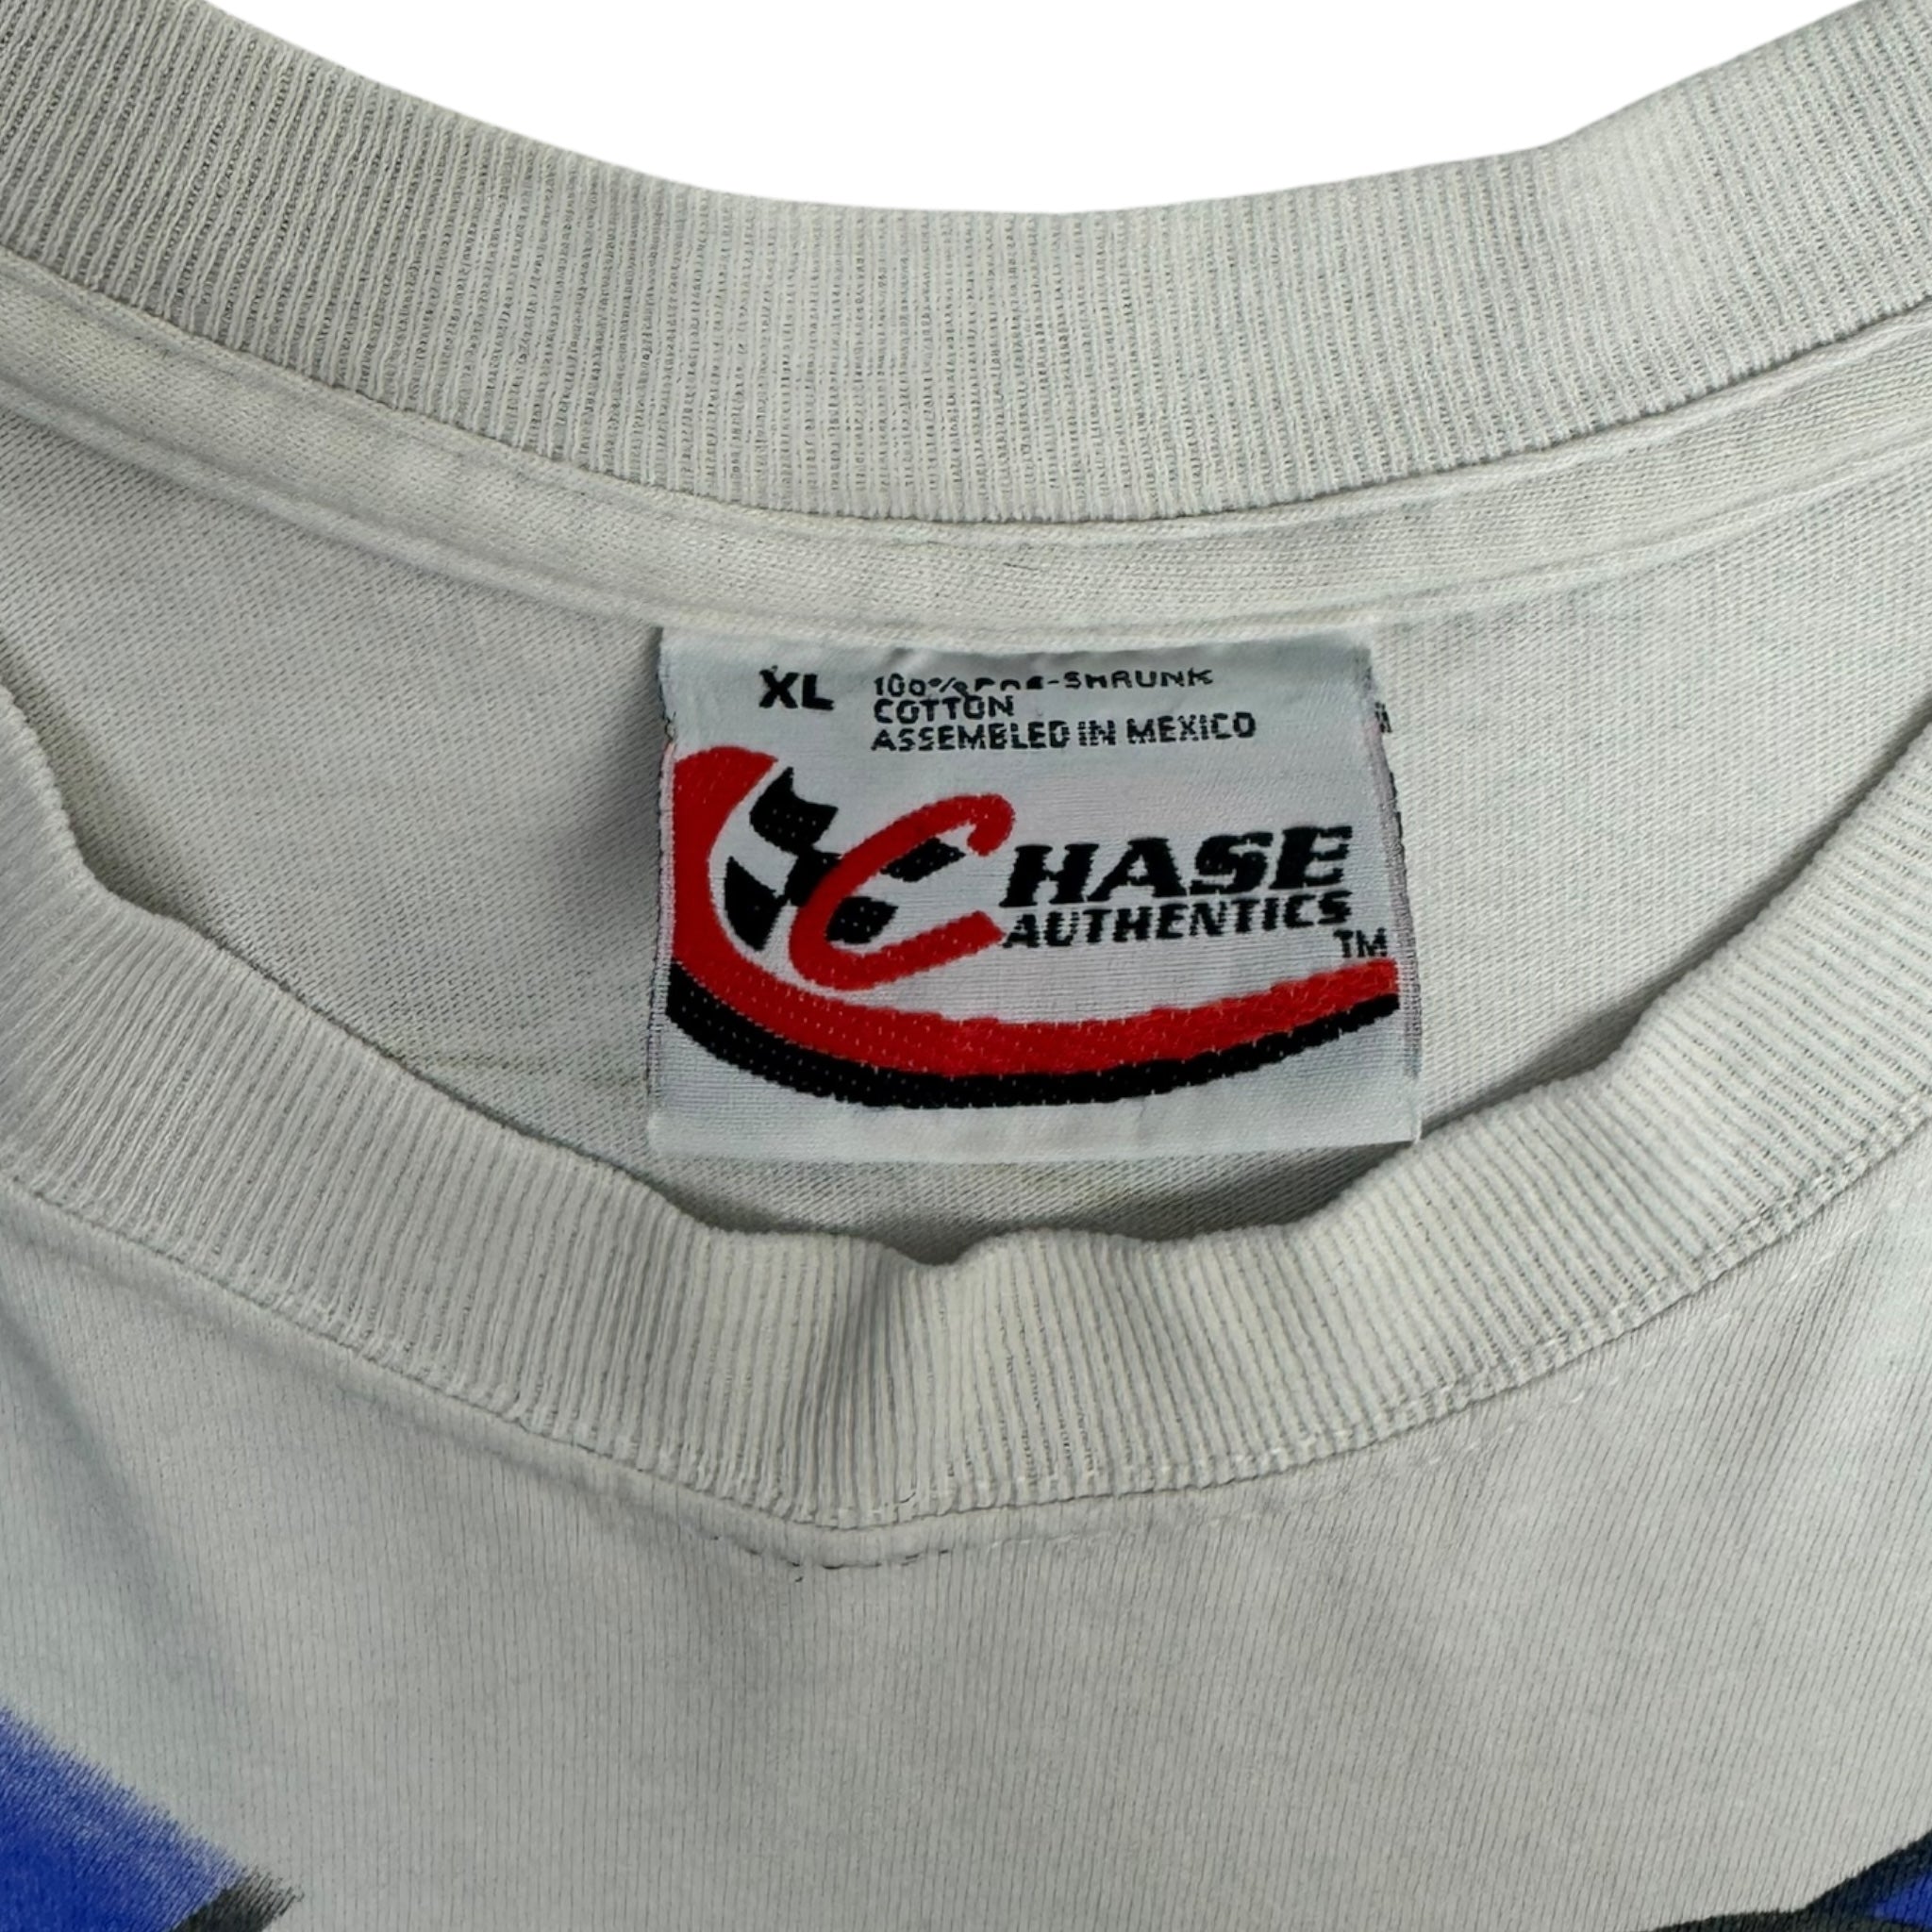 XL 100% PRE-SHRUNK
COTTON
ASSEMBLED IN MEXICO
CHASE
AUTHENTICS
TM